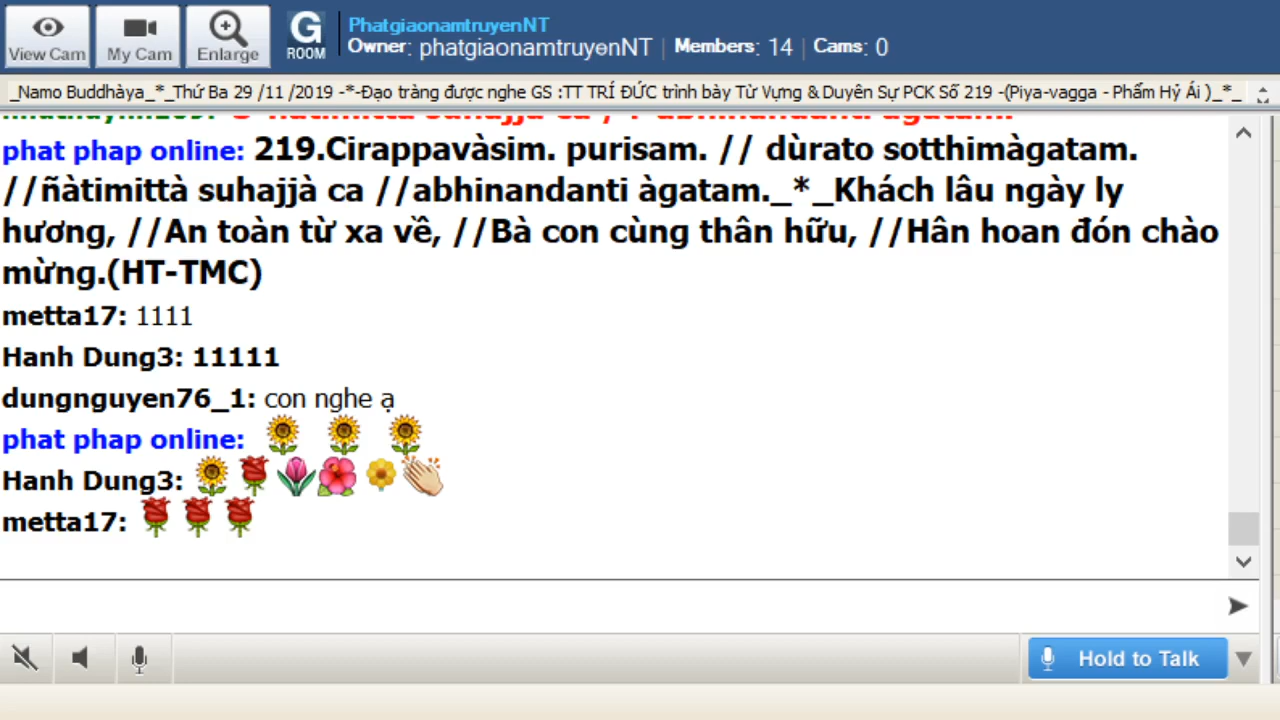 View Cam
My Cam
Enlarge
G
ROOM
PhatgiaonamtruyenNT
Owner: phatgiaonamtruyenNT | Members: 14 | Cams: 0
_Namo Buddhàya_*_Thứ Ba 29 /11 /2019 -*-Đạo tràng được nghe GS :TT TRÍ ĐỨC trình bày Từ Vựng & Duyên Sự PCK Số 219 -(Piya-vagga - Phẩm Hỷ Ái )_*_
phat phap online: 219.Cirappavàsim. purisam. // dùrato sotthimàgatam.
//ñàtimittà suhajjà ca //abhinandanti àgatam._*_Khách lâu ngày ly
hương, //An toàn từ xa về, //Bà con cùng thân hữu, //Hân hoan đón chào
mừng.(HT-TMC)
metta17: 1111
Hanh Dung3: 11111
dungnguyen76_1: con nghe ạ
phat phap online: 🌻 🌻 🌻
Hanh Dung3: 🌻🌹🌷🌺🌼👏
metta17: 🌹🌹🌹
Hold to Talk